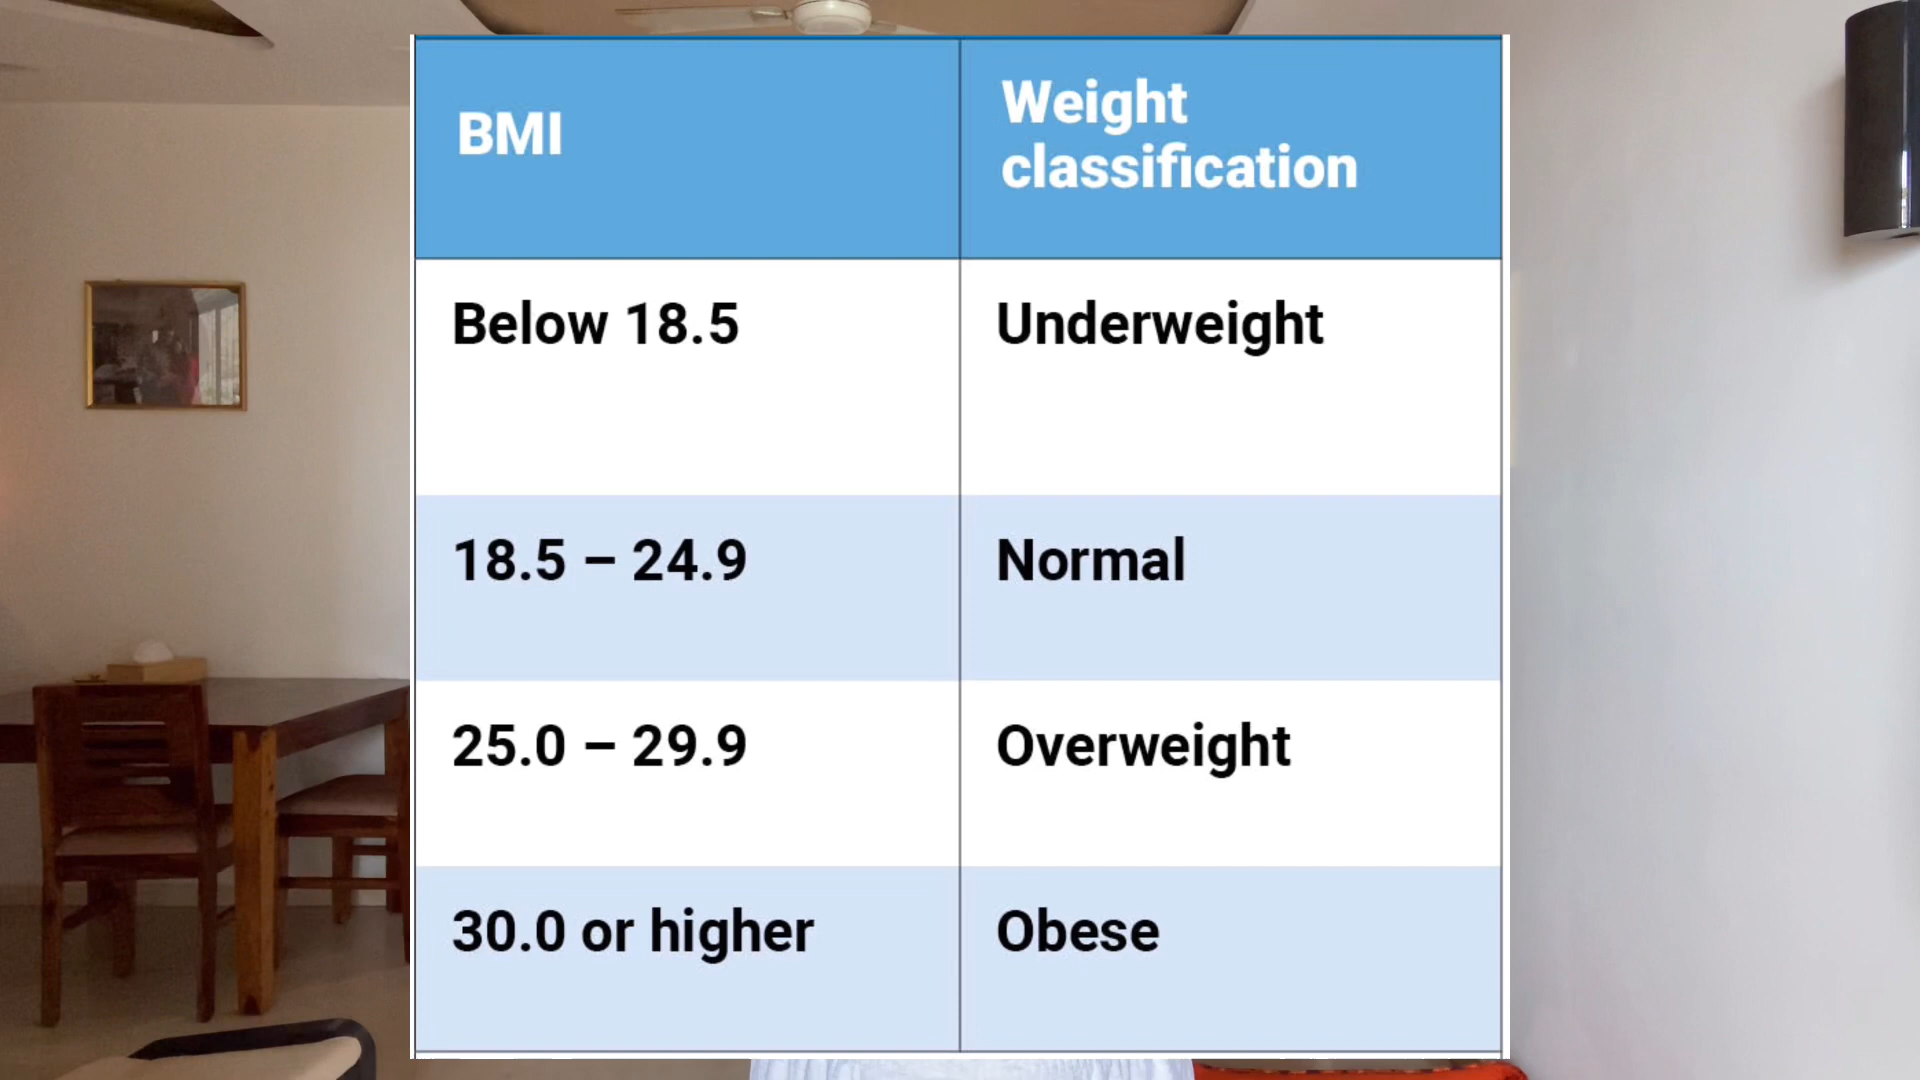 BMI
Weight
classification
Below 18.5
Underweight
18.5 – 24.9
Normal
25.0 – 29.9
Overweight
30.0 or higher
Obese